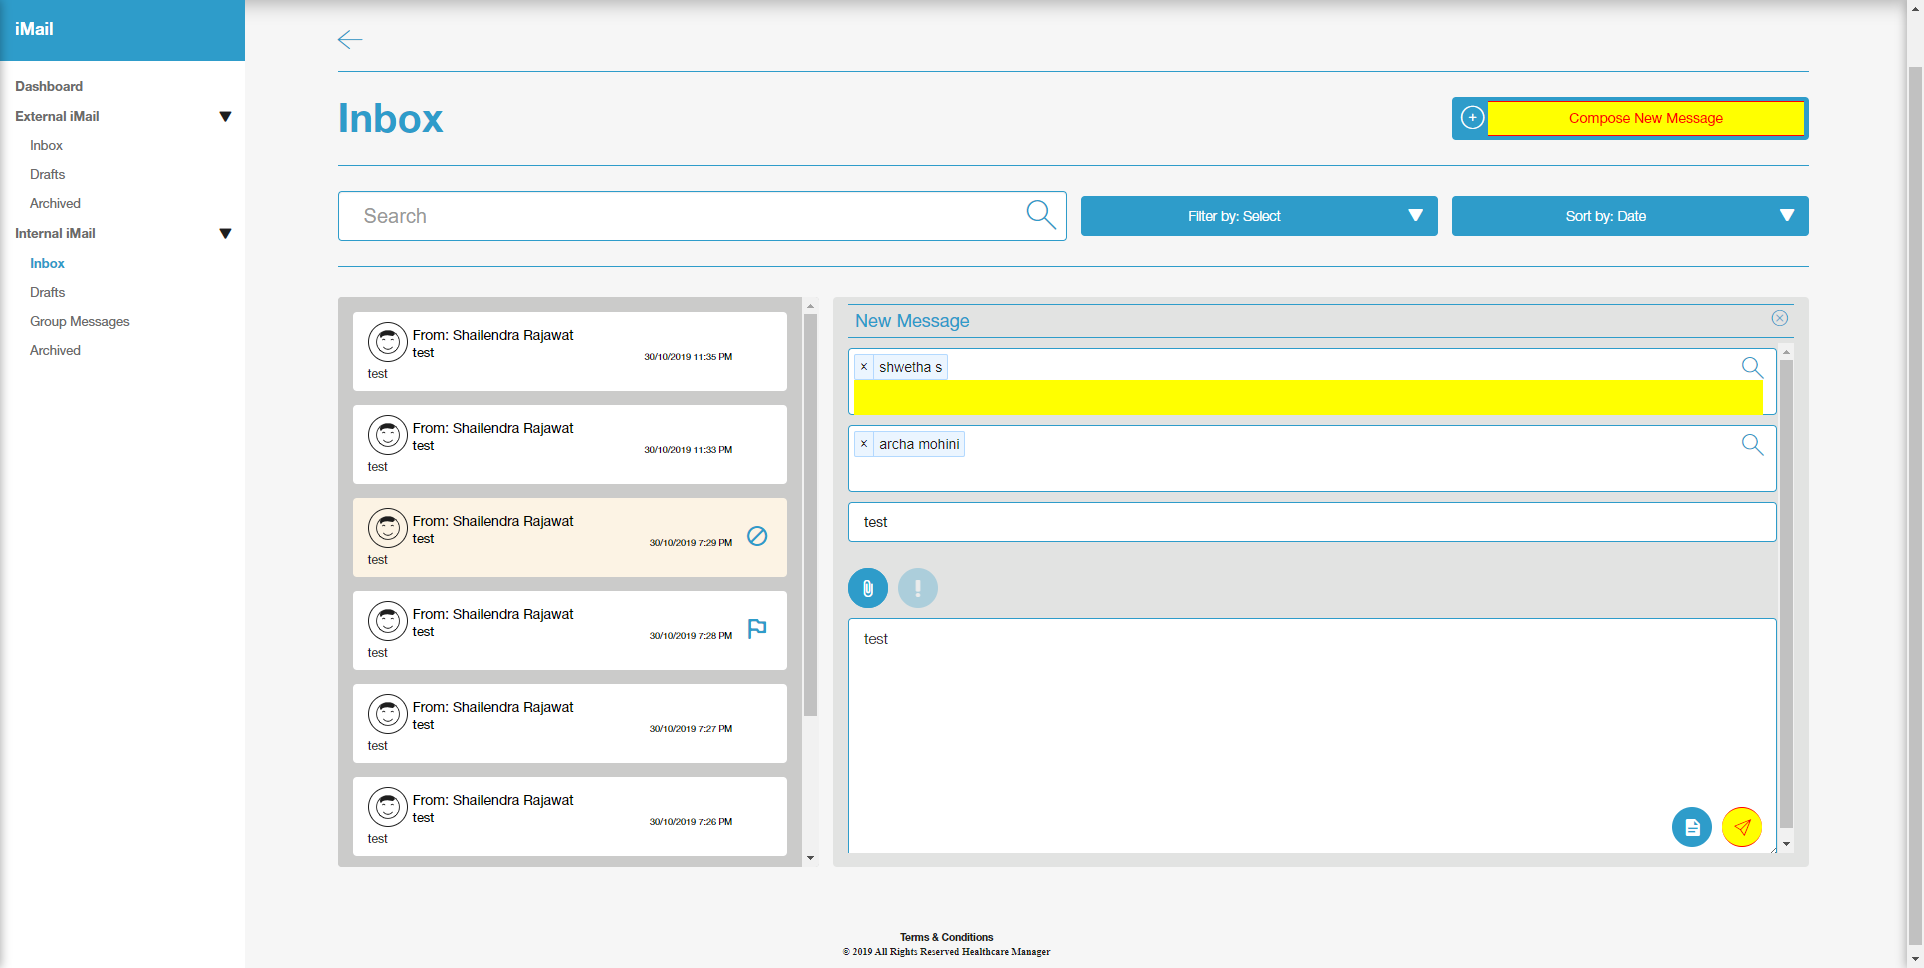 iMail
Dashboard
External iMail
Inbox
Drafts
Archived
Internal iMail
Inbox
Drafts
Group Messages
Archived
Inbox
Compose New Message
Search
Filter by: Select
Sort by: Date
From: Shailendra Rajawat
test
30/10/2019 11:35 PM
test
From: Shailendra Rajawat
test
30/10/2019 11:33 PM
test
From: Shailendra Rajawat
test
30/10/2019 7:29 PM
test
From: Shailendra Rajawat
test
30/10/2019 7:28 PM
test
From: Shailendra Rajawat
test
30/10/2019 7:27 PM
test
From: Shailendra Rajawat
test
30/10/2019 7:26 PM
test
New Message
× shwetha s
× archa mohini
test
test
Terms & Conditions
© 2019 All Rights Reserved Healthcare Manager